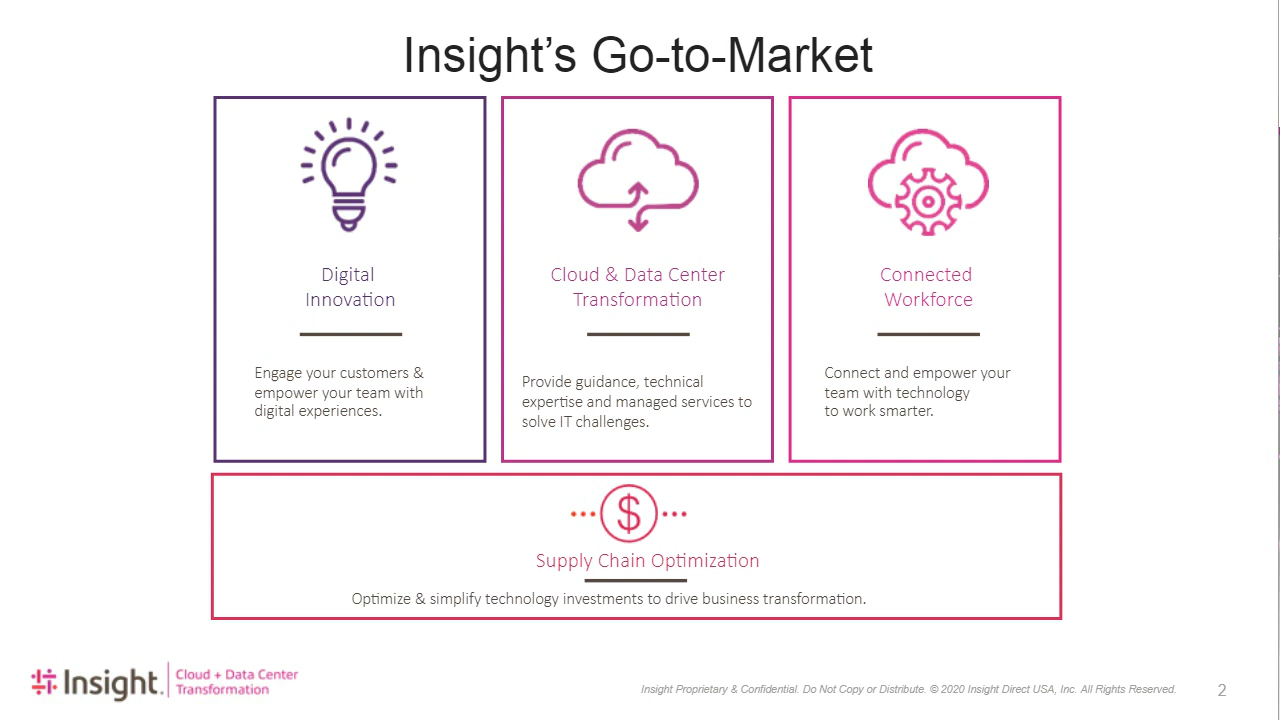 Insight’s Go-to-Market
Digital
Innovation
Engage your customers &
empower your team with
digital experiences.
Cloud & Data Center
Transformation
Provide guidance, technical
expertise and managed services to
solve IT challenges.
Connected
Workforce
Connect and empower your
team with technology
to work smarter.
$
Supply Chain Optimization
Optimize & simplify technology investments to drive business transformation.
Insight.
Cloud + Data Center
Transformation
Insight Proprietary & Confidential. Do Not Copy or Distribute. © 2020 Insight Direct USA, Inc. All Rights Reserved.
2